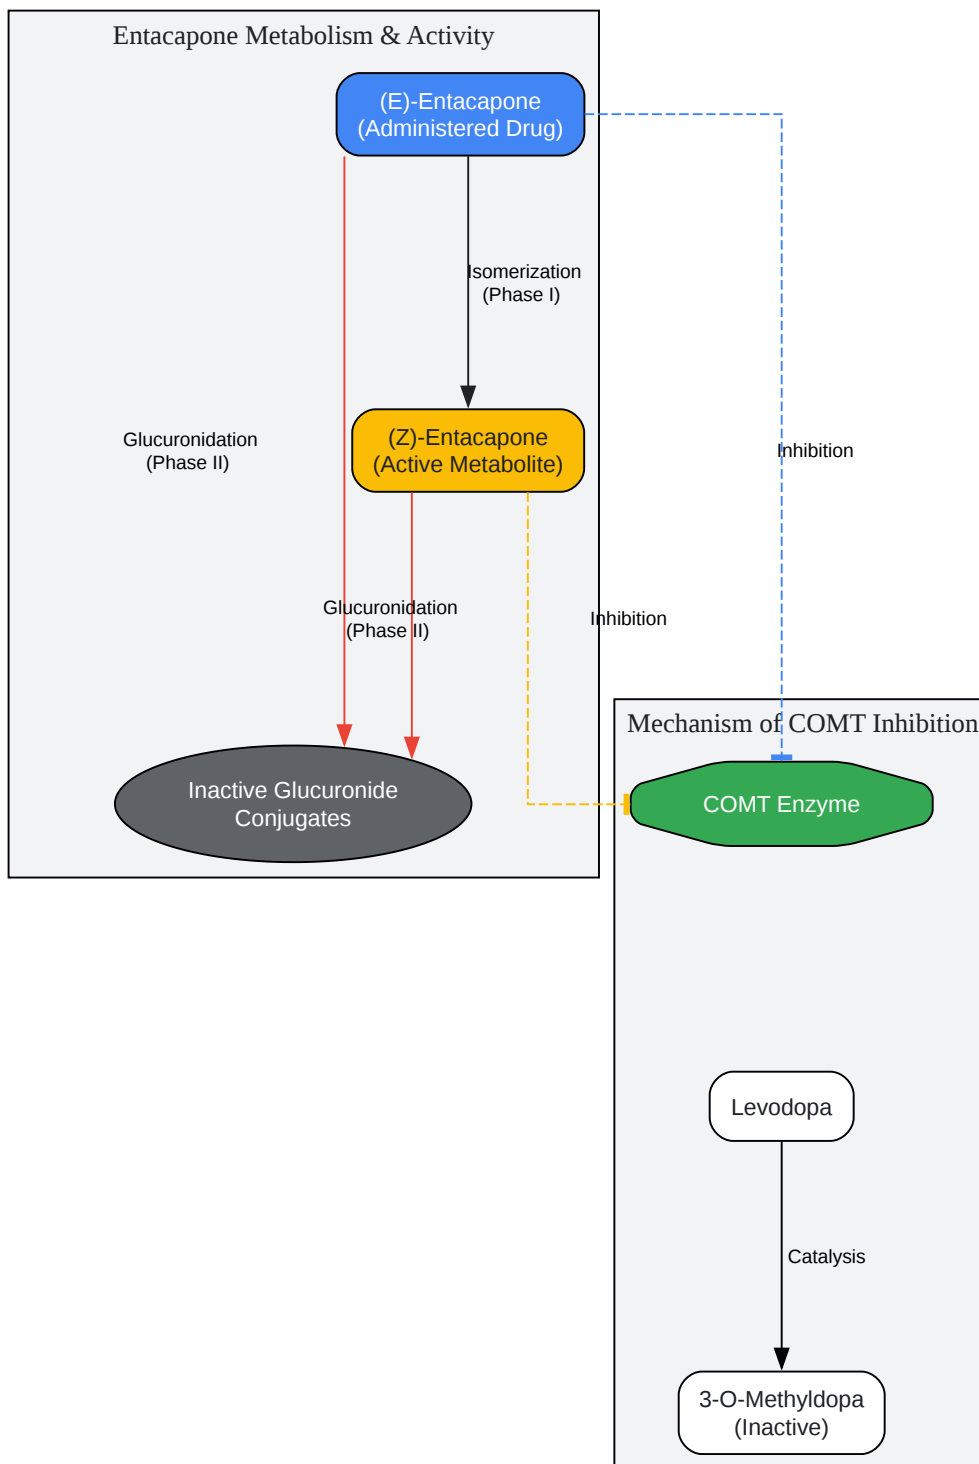 Entacapone Metabolism & Activity
(E)-Entacapone
(Administered Drug)
Isomerization
(Phase I)
Glucuronidation
(Phase II)
(Z)-Entacapone
(Active Metabolite)
Inhibition
Glucuronidation
(Phase II)
Inhibition
Mechanism of COMT Inhibition
Inactive Glucuronide
Conjugates
COMT Enzyme
Levodopa
Catalysis
3-O-Methyldopa
(Inactive)